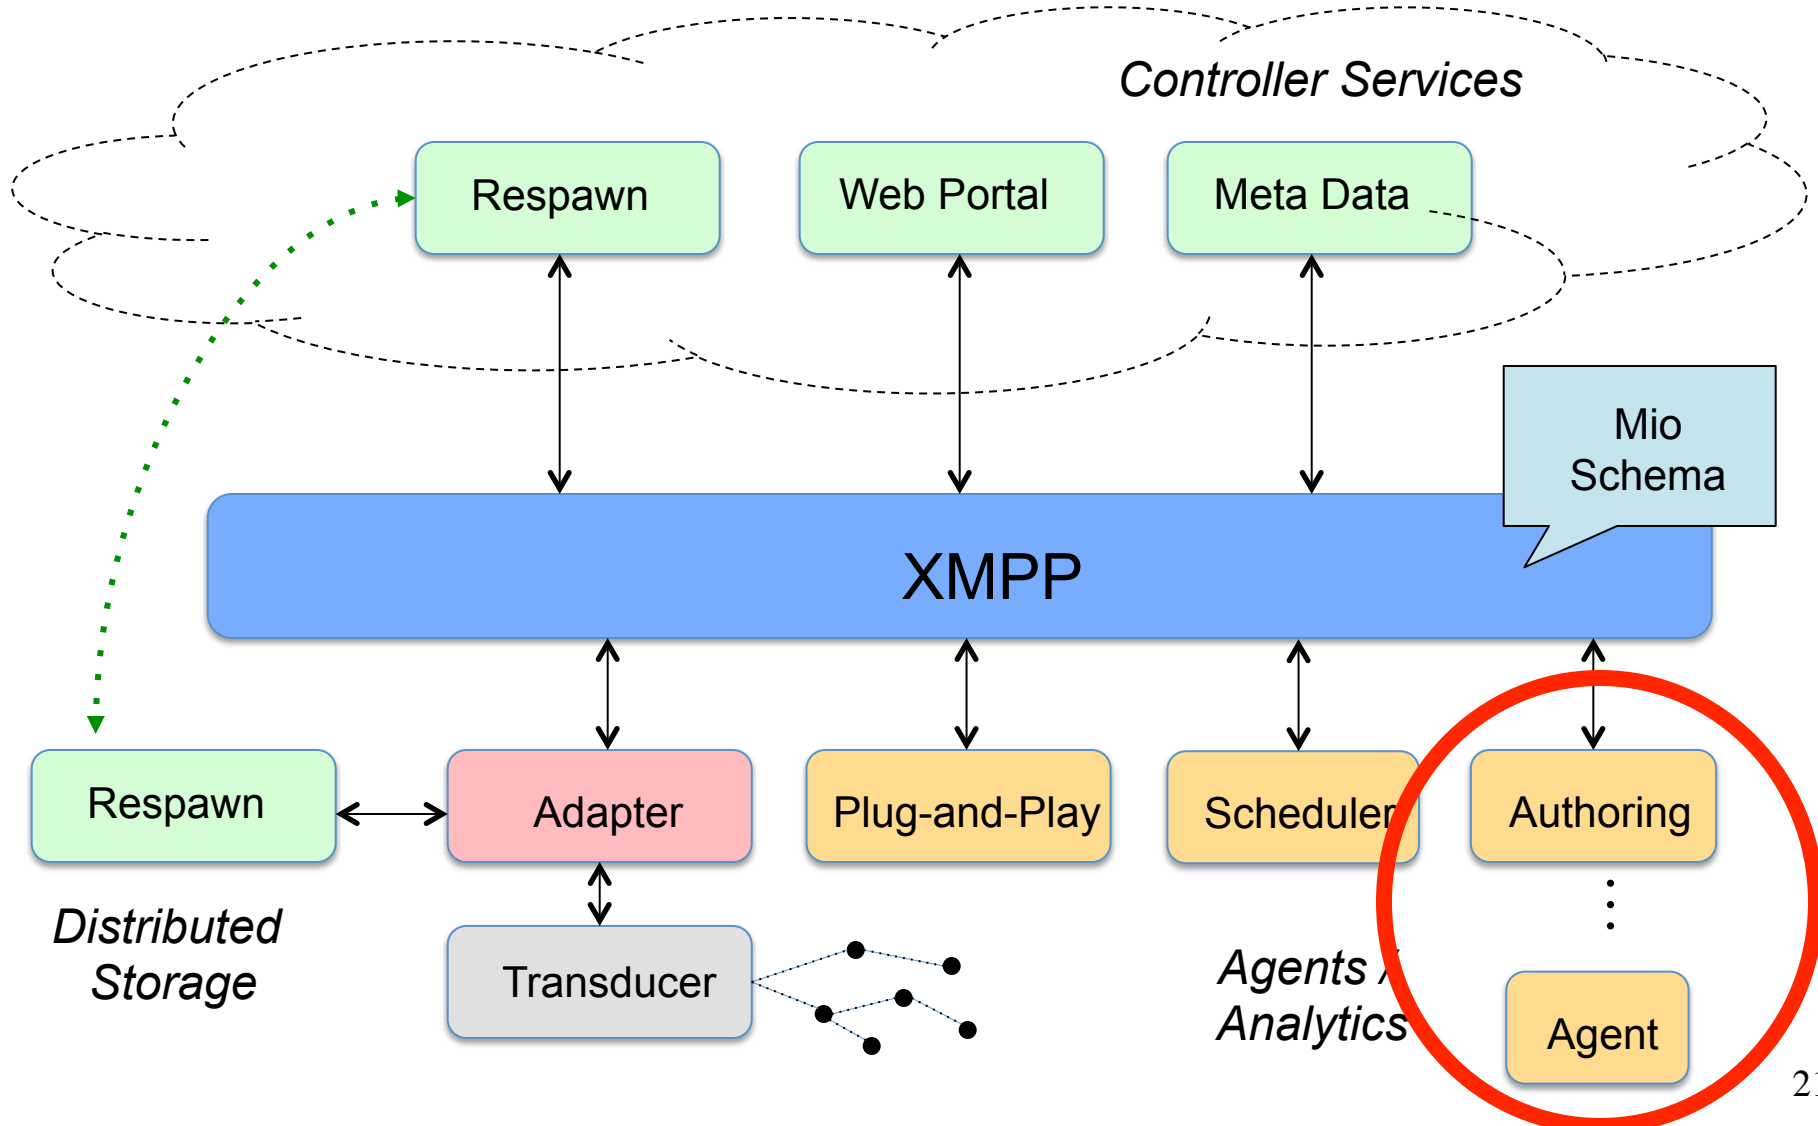 Controller Services
Respawn
Web Portal
Meta Data
Mio
Schema
XMPP
Respawn
Adapter
Plug-and-Play
Scheduler
Authoring
Distributed
Storage
Transducer
Agents /
Analytics
Agent
21